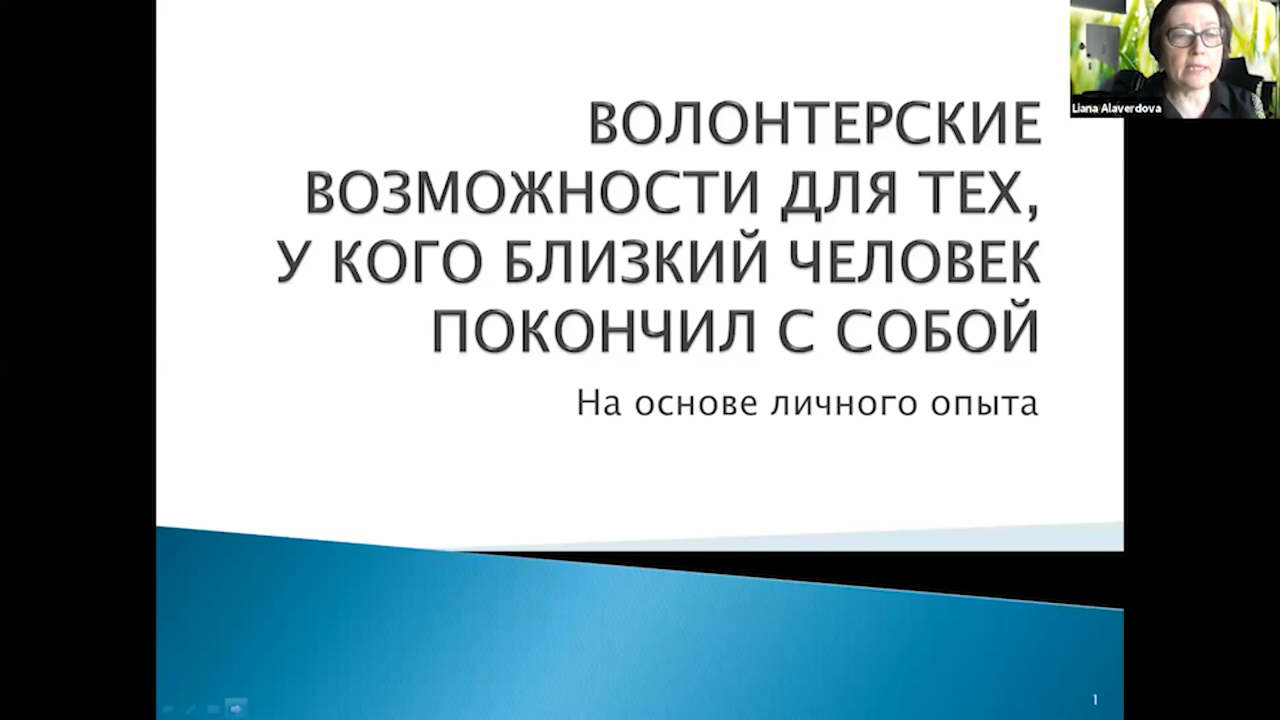 Liana Alaverdova
ВОЛОНТЕРСКИЕ
ВОЗМОЖНОСТИ ДЛЯ ТЕХ,
У КОГО БЛИЗКИЙ ЧЕЛОВЕК
ПОКОНЧИЛ С СОБОЙ
На основе личного опыта
1